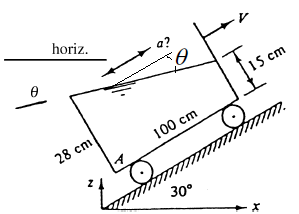 V
a?
horiz.
θ
15 cm
θ
100 cm
28 cm
A
z
30°
x